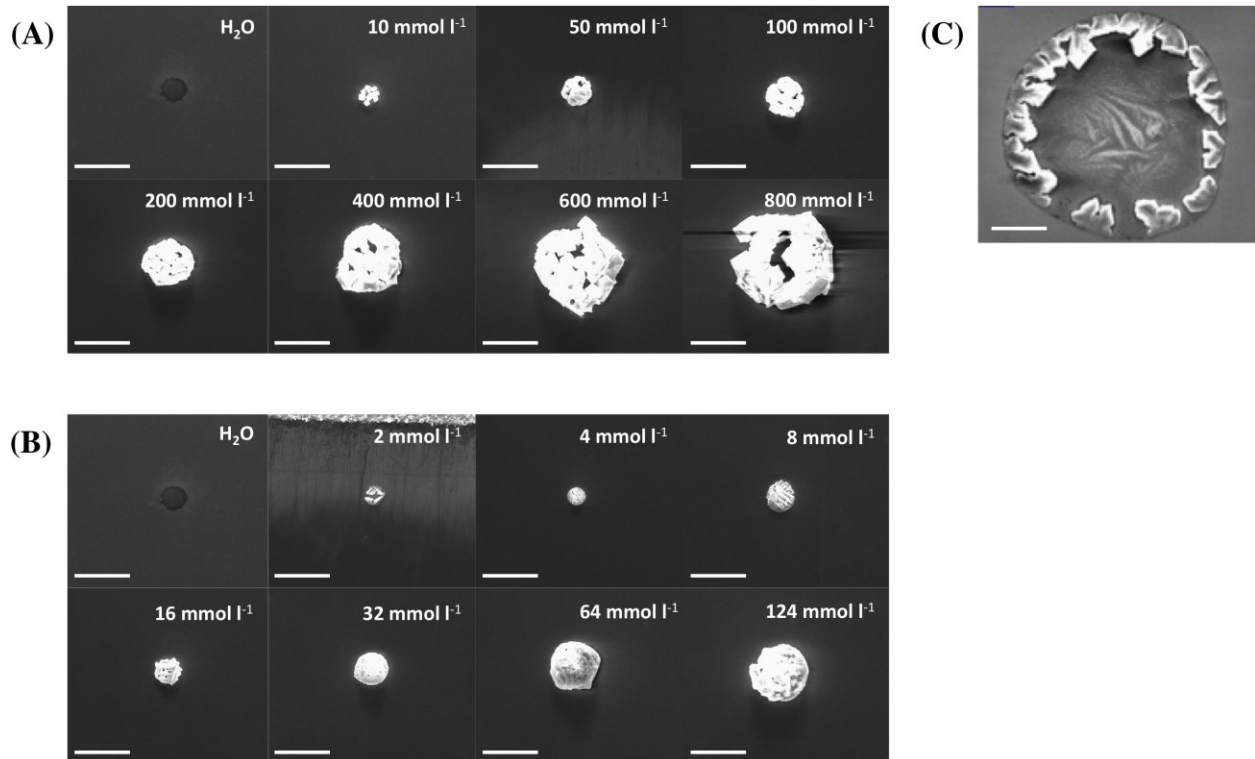 (A)
H₂O
10 mmol l⁻¹
50 mmol l⁻¹
100 mmol l⁻¹
200 mmol l⁻¹
400 mmol l⁻¹
600 mmol l⁻¹
800 mmol l⁻¹
(C)
(B)
H₂O
2 mmol l⁻¹
4 mmol l⁻¹
8 mmol l⁻¹
16 mmol l⁻¹
32 mmol l⁻¹
64 mmol l⁻¹
124 mmol l⁻¹